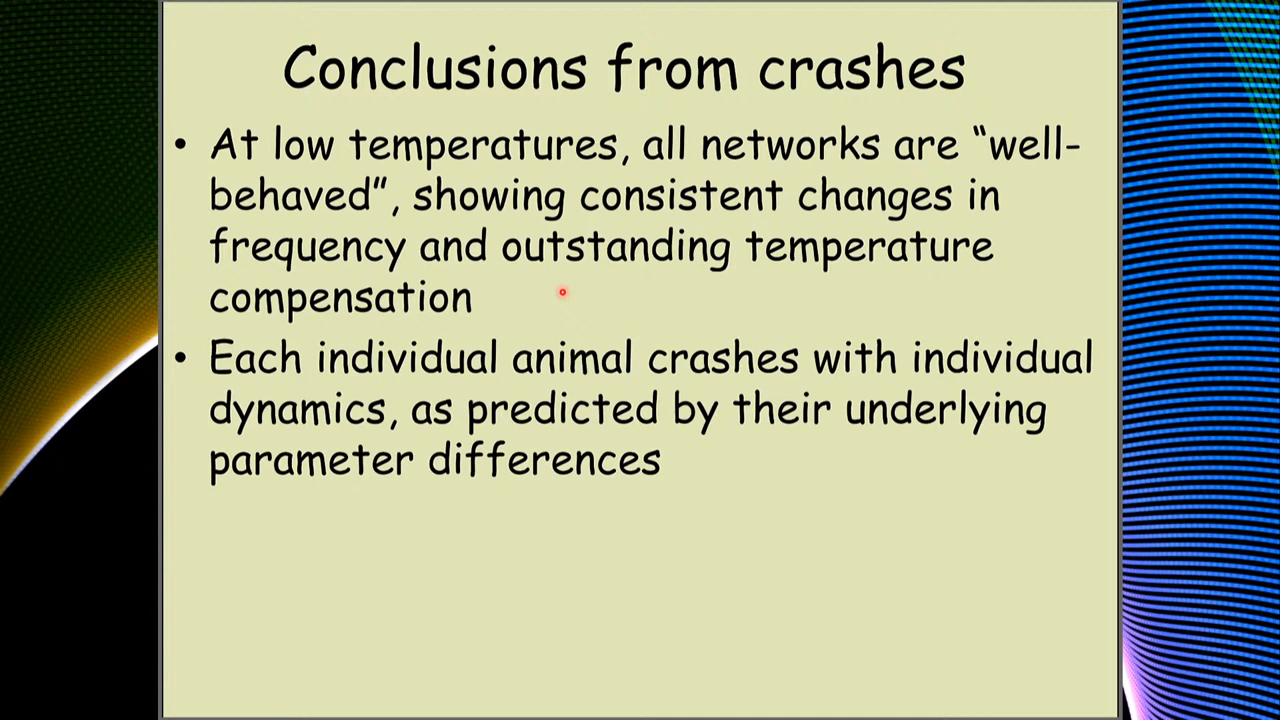 Conclusions from crashes
• At low temperatures, all networks are “well-
behaved”, showing consistent changes in
frequency and outstanding temperature
compensation
• Each individual animal crashes with individual
dynamics, as predicted by their underlying
parameter differences